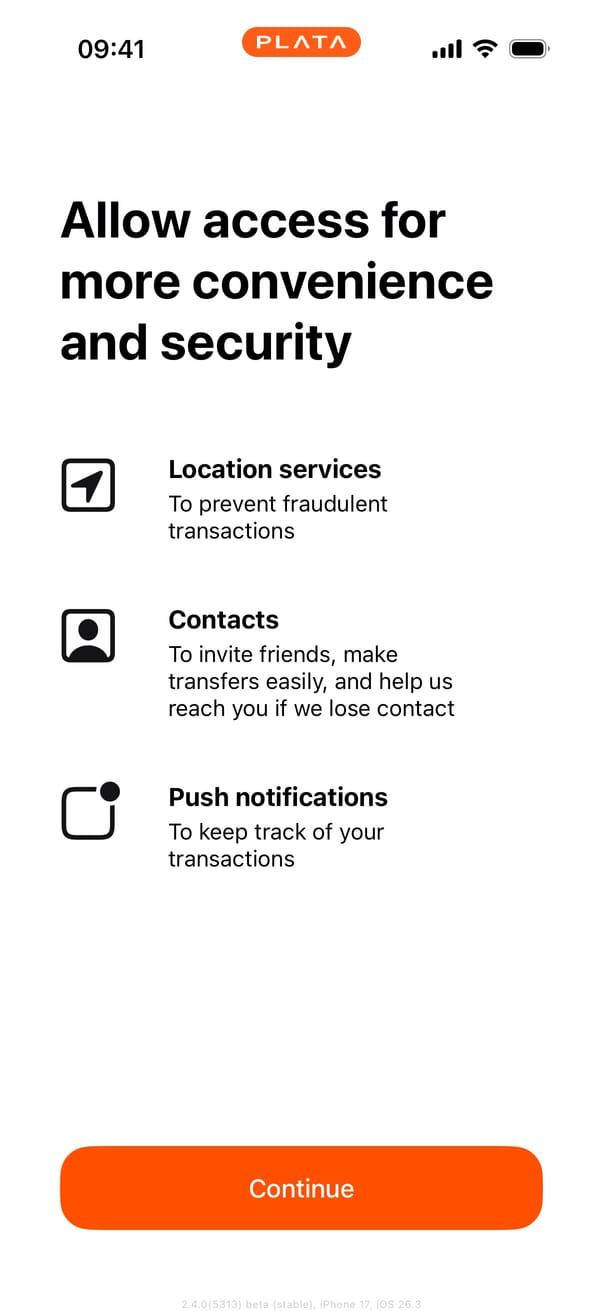 09:41
PLATA
Allow access for
more convenience
and security
Location services
To prevent fraudulent
transactions
Contacts
To invite friends, make
transfers easily, and help us
reach you if we lose contact
Push notifications
To keep track of your
transactions
Continue
2.4.0(5313) beta (stable), iPhone 17, iOS 26.3